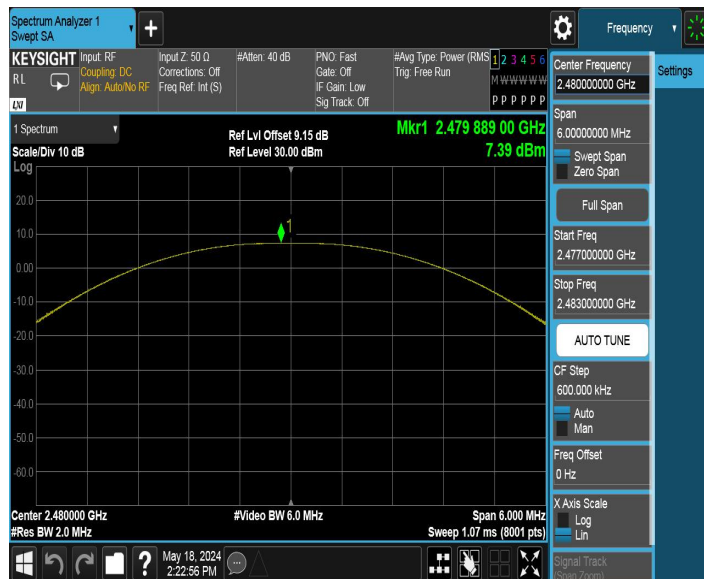 Spectrum Analyzer 1
Swept SA
+
Frequency
KEYSIGHT
RL
LXI
Input: RF
Coupling: DC
Align: Auto/No RF
Input Z: 50 Ω
Corrections: Off
Freq Ref: Int (S)
#Atten: 40 dB
PNO: Fast
Gate: Off
IF Gain: Low
Sig Track: Off
#Avg Type: Power (RMS
Trig: Free Run
1 2 3 4 5 6
M W W W W W
P P P P P P
1 Spectrum
Scale/Div 10 dB
Log
Ref Lvl Offset 9.15 dB
Ref Level 30.00 dBm
Mkr1 2.479 889 00 GHz
7.39 dBm
20.0
10.0
0.00
-10.0
-20.0
-30.0
-40.0
-50.0
-60.0
1
Center 2.480000 GHz
#Res BW 2.0 MHz
#Video BW 6.0 MHz
Span 6.000 MHz
Sweep 1.07 ms (8001 pts)
?
May 18, 2024
2:22:56 PM
Center Frequency
2.480000000 GHz
Span
6.00000000 MHz
Swept Span
Zero Span
Full Span
Start Freq
2.477000000 GHz
Stop Freq
2.483000000 GHz
AUTO TUNE
CF Step
600.000 kHz
Auto
Man
Freq Offset
0 Hz
X Axis Scale
Log
Lin
Signal Track
(Span Zoom)
Settings